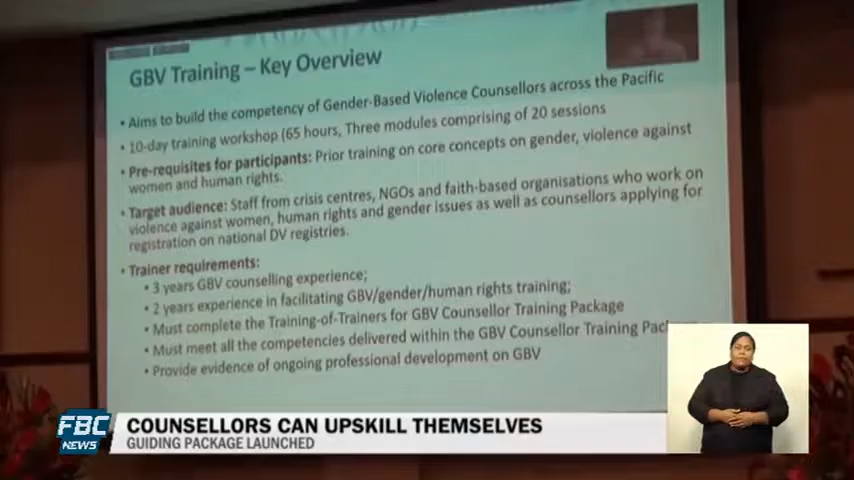 GBV Training – Key Overview
• Aims to build the competency of Gender-Based Violence Counsellors across the Pacific
• 10-day training workshop (65 hours, Three modules comprising of 20 sessions
• Pre-requisites for participants: Prior training on core concepts on gender, violence against
women and human rights.
• Target audience: Staff from crisis centres, NGOs and faith-based organisations who work on
violence against women, human rights and gender issues as well as counsellors applying for
registration on national DV registries.
• Trainer requirements:
• 3 years GBV counselling experience;
• 2 years experience in facilitating GBV/gender/human rights training;
• Must complete the Training-of-Trainers for GBV Counsellor Training Package
• Must meet all the competencies delivered within the GBV Counsellor Training
• Provide evidence of ongoing professional development on GBV
FBC
NEWS
COUNSELLORS CAN UPSKILL THEMSELVES
GUIDING PACKAGE LAUNCHED